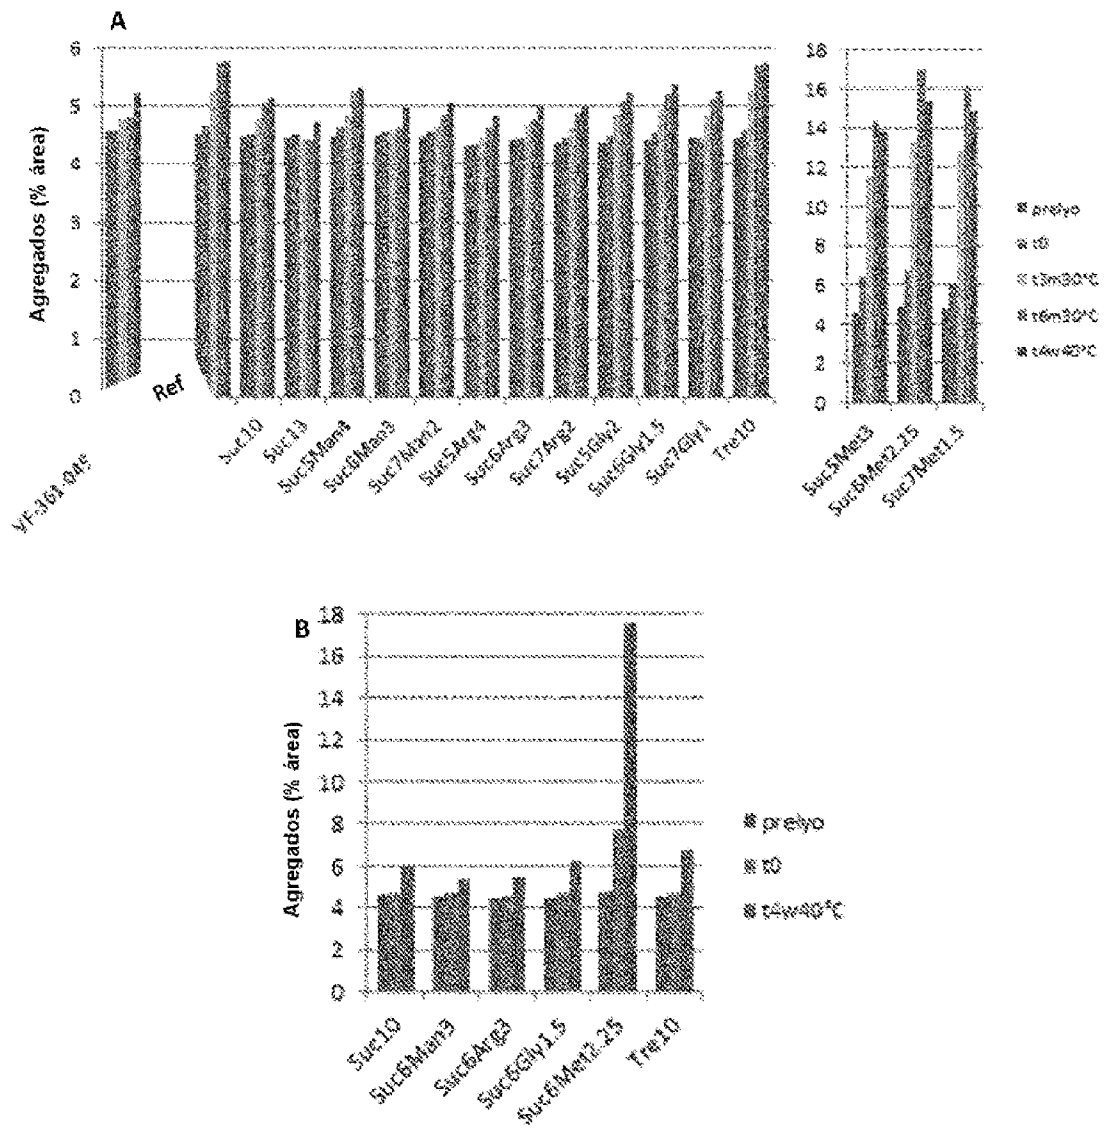 A
Agregados (% área)
6
5
4
3
2
1
0
VF-361-045
Ref
Suc10
Suc13
Suc5Man4
Suc6Man3
Suc7Man2
Suc5Arg4
Suc6Arg3
Suc7Arg2
Suc5Gly2
Suc6Gly1.5
Suc7Gly1
Tre10
18
16
14
12
10
8
6
4
2
0
Suc5Met3
Suc6Met2.25
Suc7Met1.5
prelyo
t0
t3m30°C
t6m30°C
t4w40°C
B
Agregados (% área)
18
16
14
12
10
8
6
4
2
0
Suc10
Suc6Man3
Suc6Arg3
Suc6Gly1.5
Suc6Met2.25
Tre10
prelyo
t0
t4w40°C